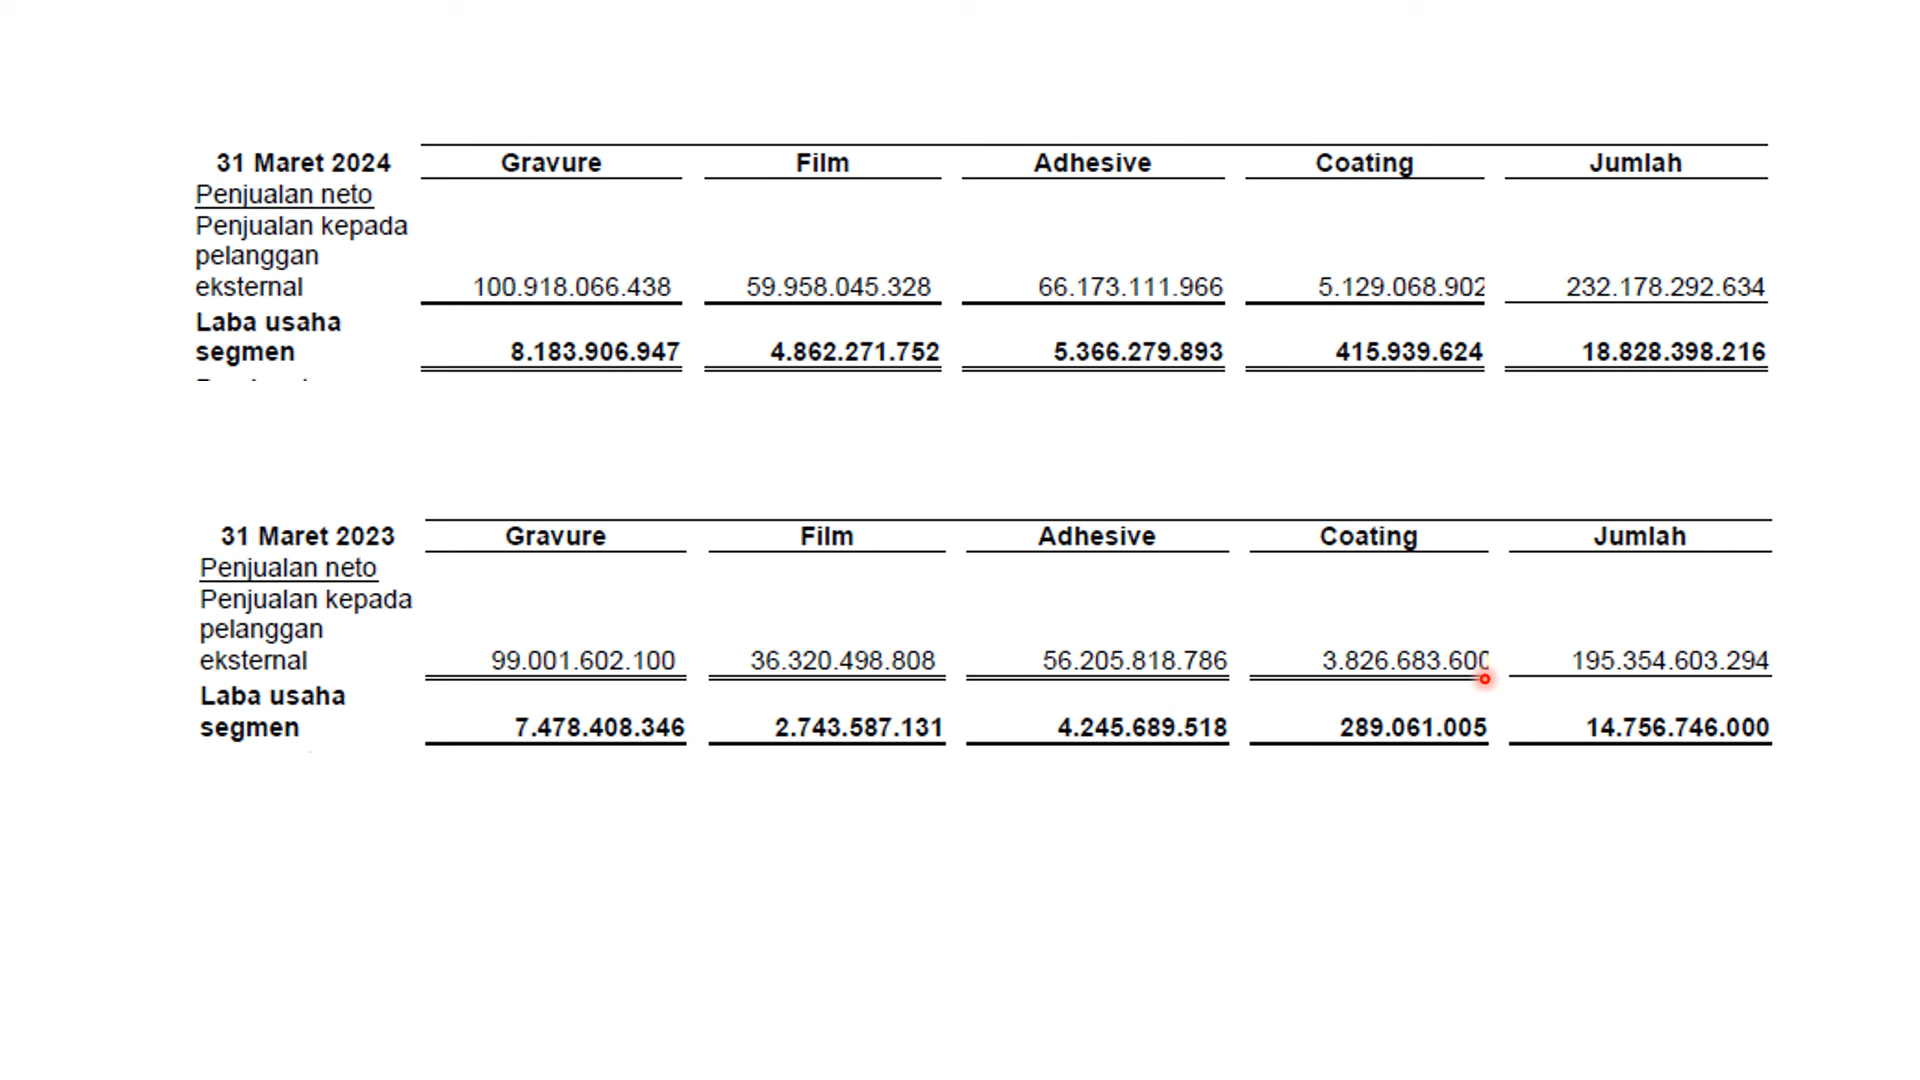 31 Maret 2024 Gravure Film Adhesive Coating Jumlah
Penjualan neto
Penjualan kepada
pelanggan
eksternal 100.918.066.438 59.958.045.328 66.173.111.966 5.129.068.902 232.178.292.634
Laba usaha
segmen 8.183.906.947 4.862.271.752 5.366.279.893 415.939.624 18.828.398.216
31 Maret 2023 Gravure Film Adhesive Coating Jumlah
Penjualan neto
Penjualan kepada
pelanggan
eksternal 99.001.602.100 36.320.498.808 56.205.818.786 3.826.683.600 195.354.603.294
Laba usaha
segmen 7.478.408.346 2.743.587.131 4.245.689.518 289.061.005 14.756.746.000